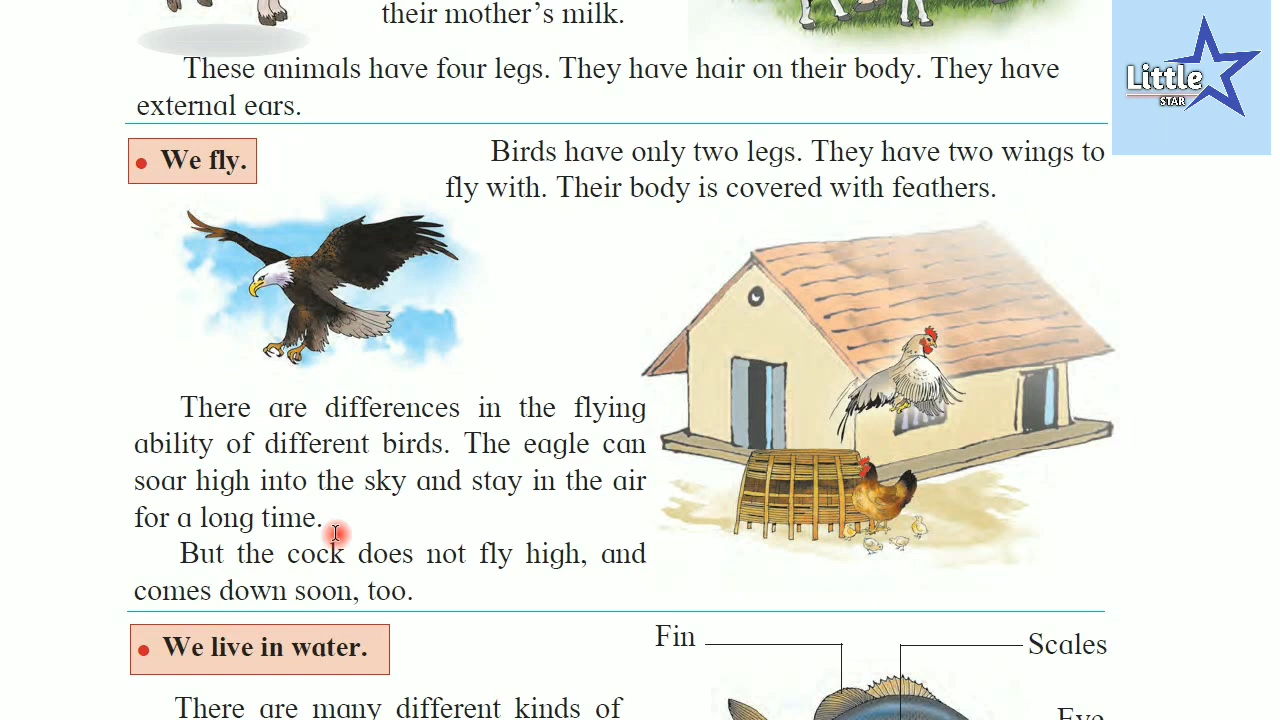 their mother's milk.
These animals have four legs. They have hair on their body. They have
external ears.
Little
STAR
• We fly.
Birds have only two legs. They have two wings to
fly with. Their body is covered with feathers.
There are differences in the flying
ability of different birds. The eagle can
soar high into the sky and stay in the air
for a long time.
But the cock does not fly high, and
comes down soon, too.
• We live in water.
Fin
Scales
There are many different kinds of
Eye